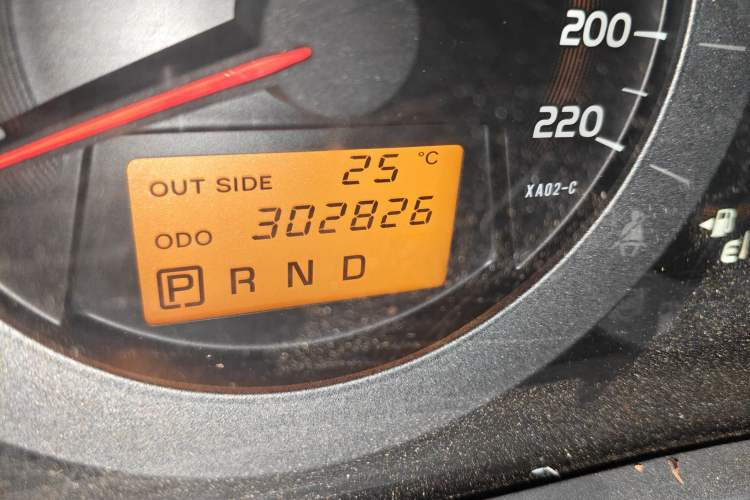 200
220
XA02-C
OUT SIDE 25 °C
ODO 302826
P R N D